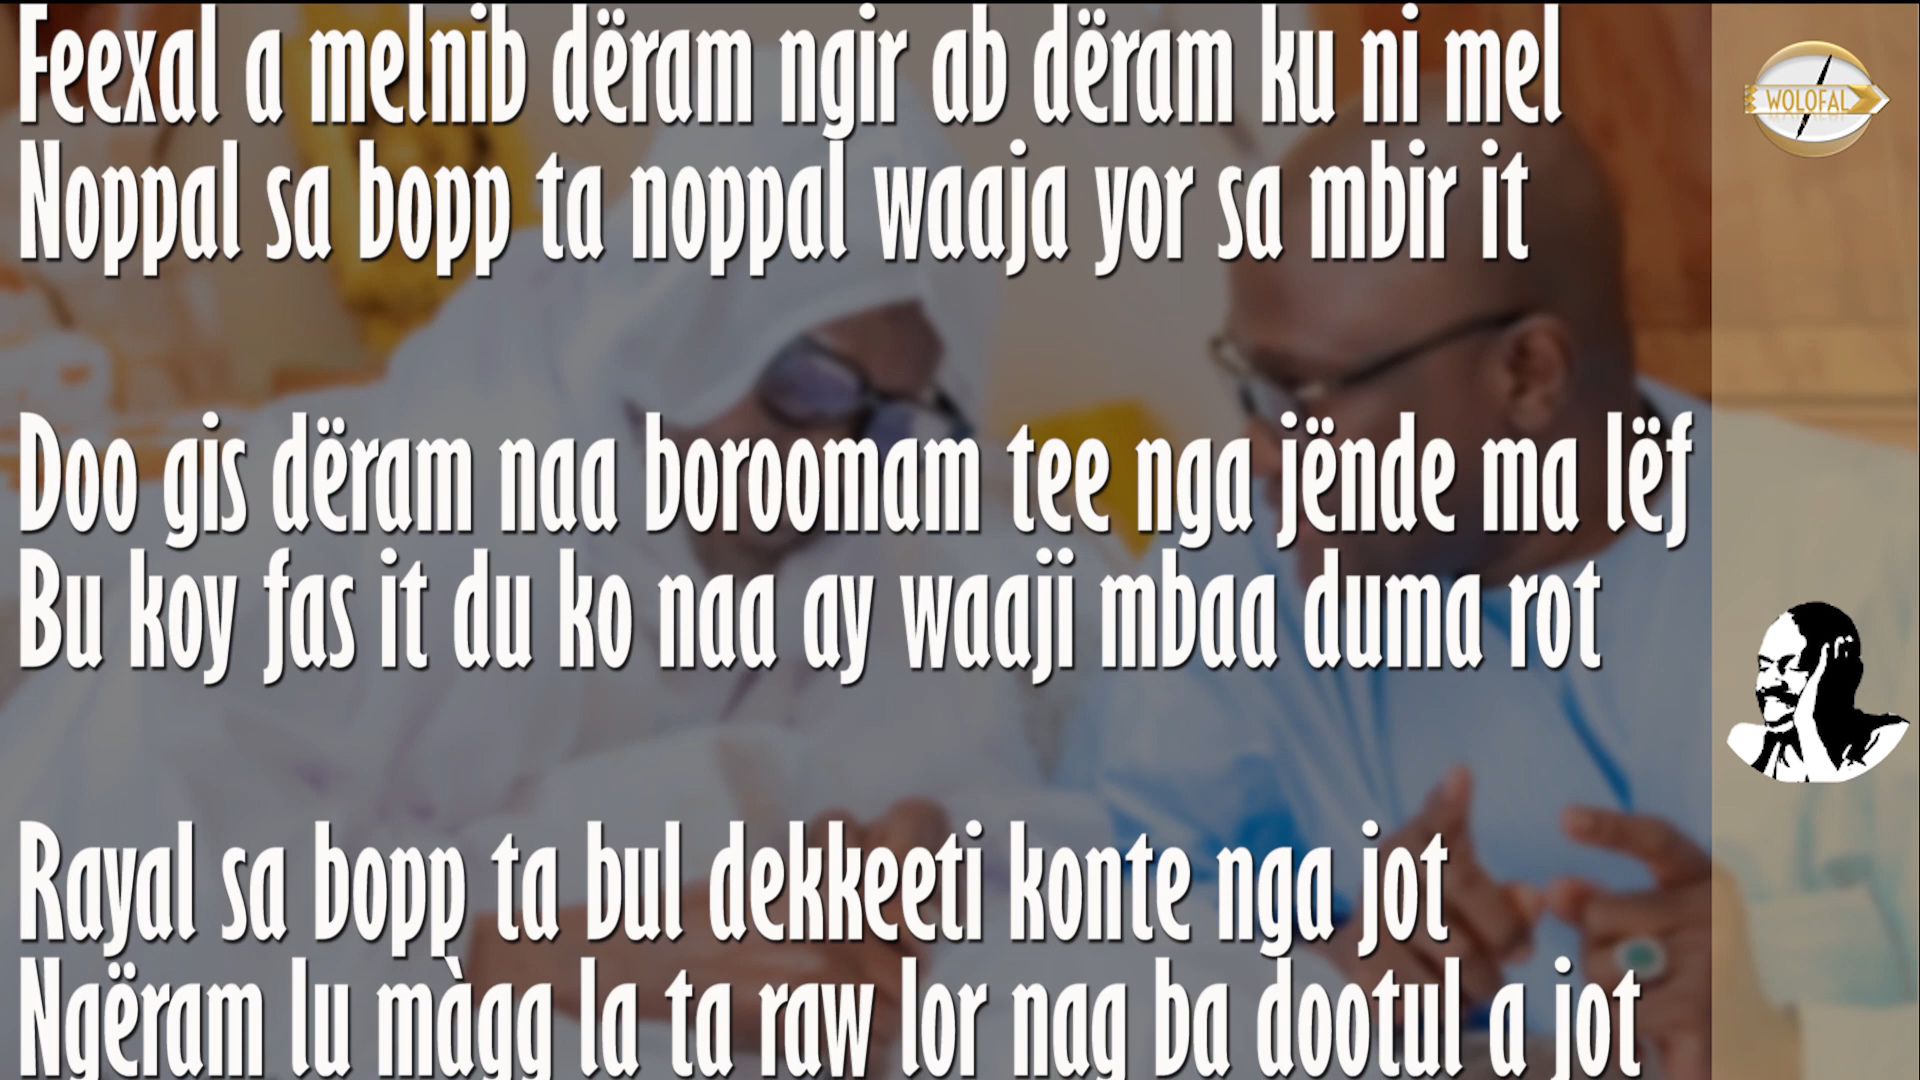 Feexal a melnib dëram ngir ab dëram ku ni mel
Noppal sa bopp ta noppal waaja yor sa mbir it
WOLOFAL
Doo gis dëram naa boroomam tee nga jënde ma lëf
Bu koy fas it du ko naa ay waaji mbaa duma rot
Rayal sa bopp ta bul dekkeeti konte nga jot
Ngëram lu màgg la ta raw lor nag ba dootul a jot